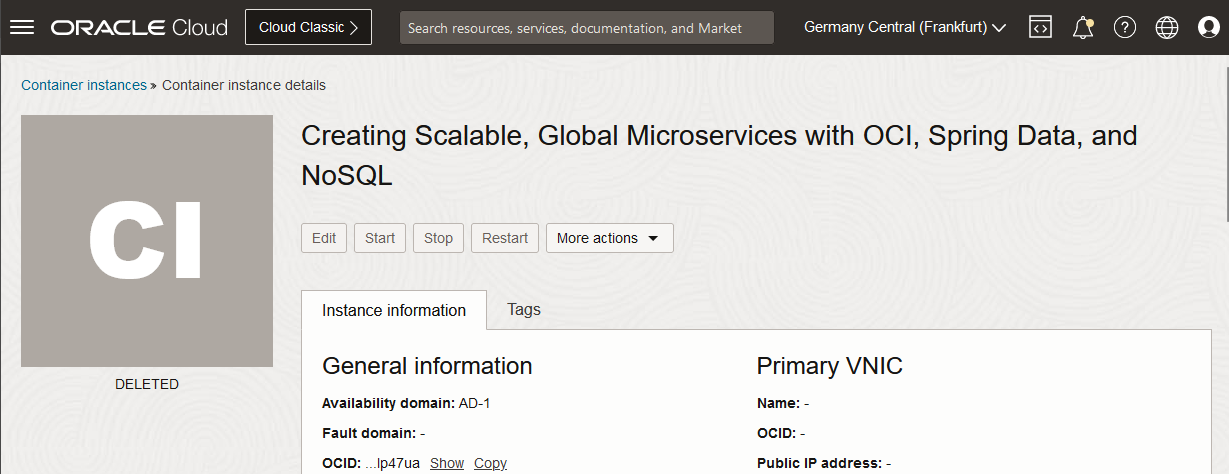 ORACLE Cloud
Cloud Classic
Search resources, services, documentation, and Market
Germany Central (Frankfurt)
Container instances » Container instance details
CI
DELETED
Creating Scalable, Global Microservices with OCI, Spring Data, and
NoSQL
Edit Start Stop Restart More actions
Instance information Tags
General information
Availability domain: AD-1
Fault domain: -
OCID: ...lp47ua Show Copy
Primary VNIC
Name: -
OCID: -
Public IP address: -